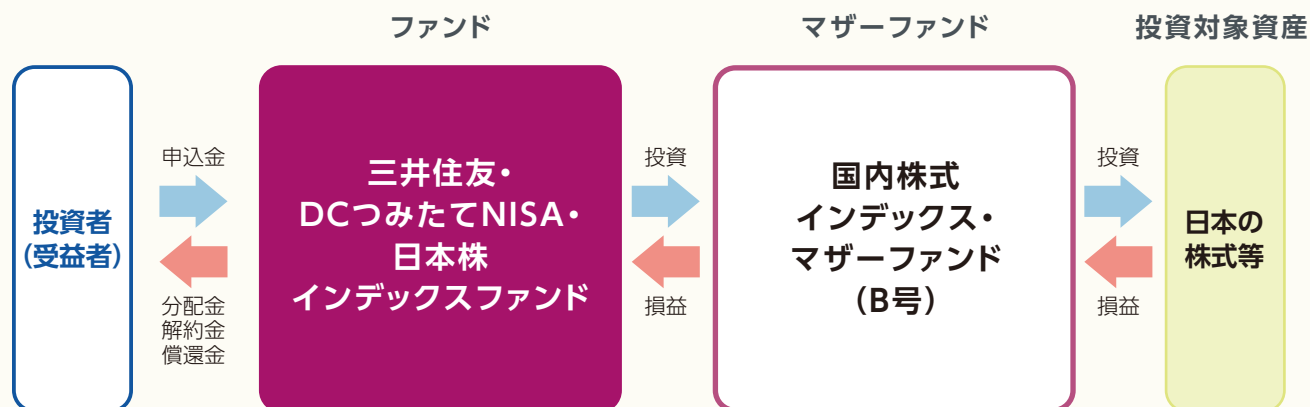 ファンド
マザーファンド
投資対象資産
投資者
(受益者)
申込金
分配金
解約金
償還金
三井住友・
DCつみたてNISA・
日本株
インデックスファンド
投資
損益
国内株式
インデックス・
マザーファンド
(B号)
投資
損益
日本の
株式等